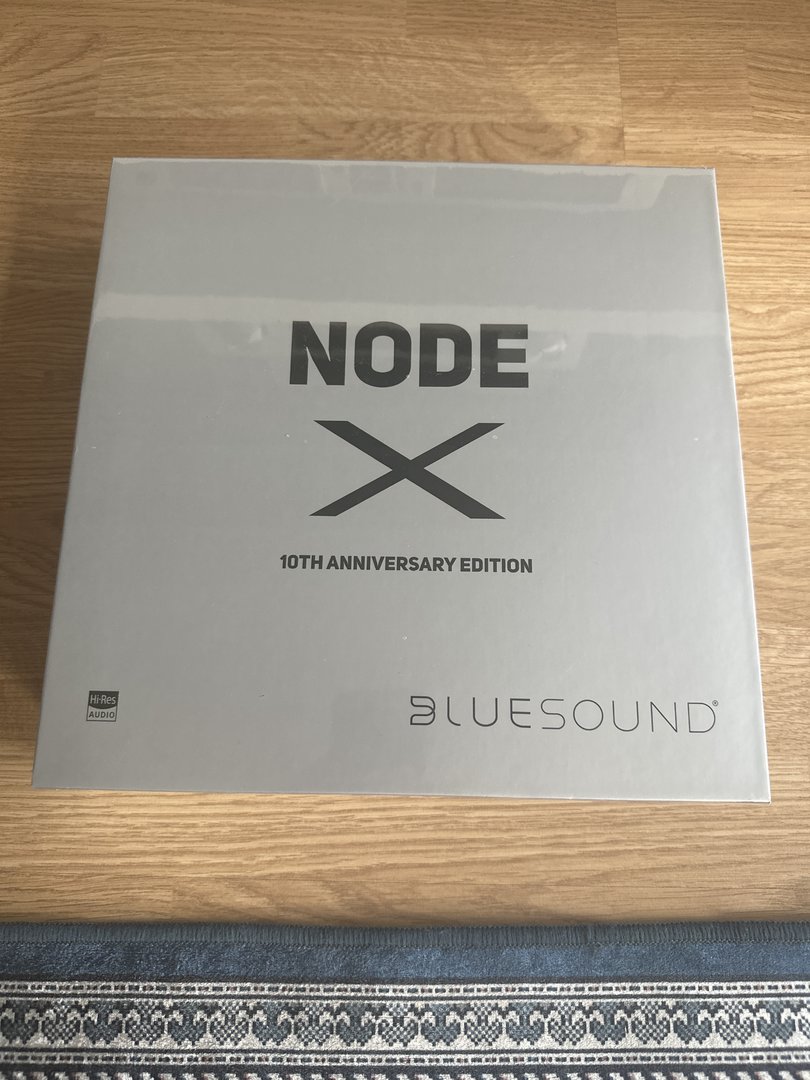 NODE
X
10TH ANNIVERSARY EDITION
Hi-Res
AUDIO
BLUESOUND®